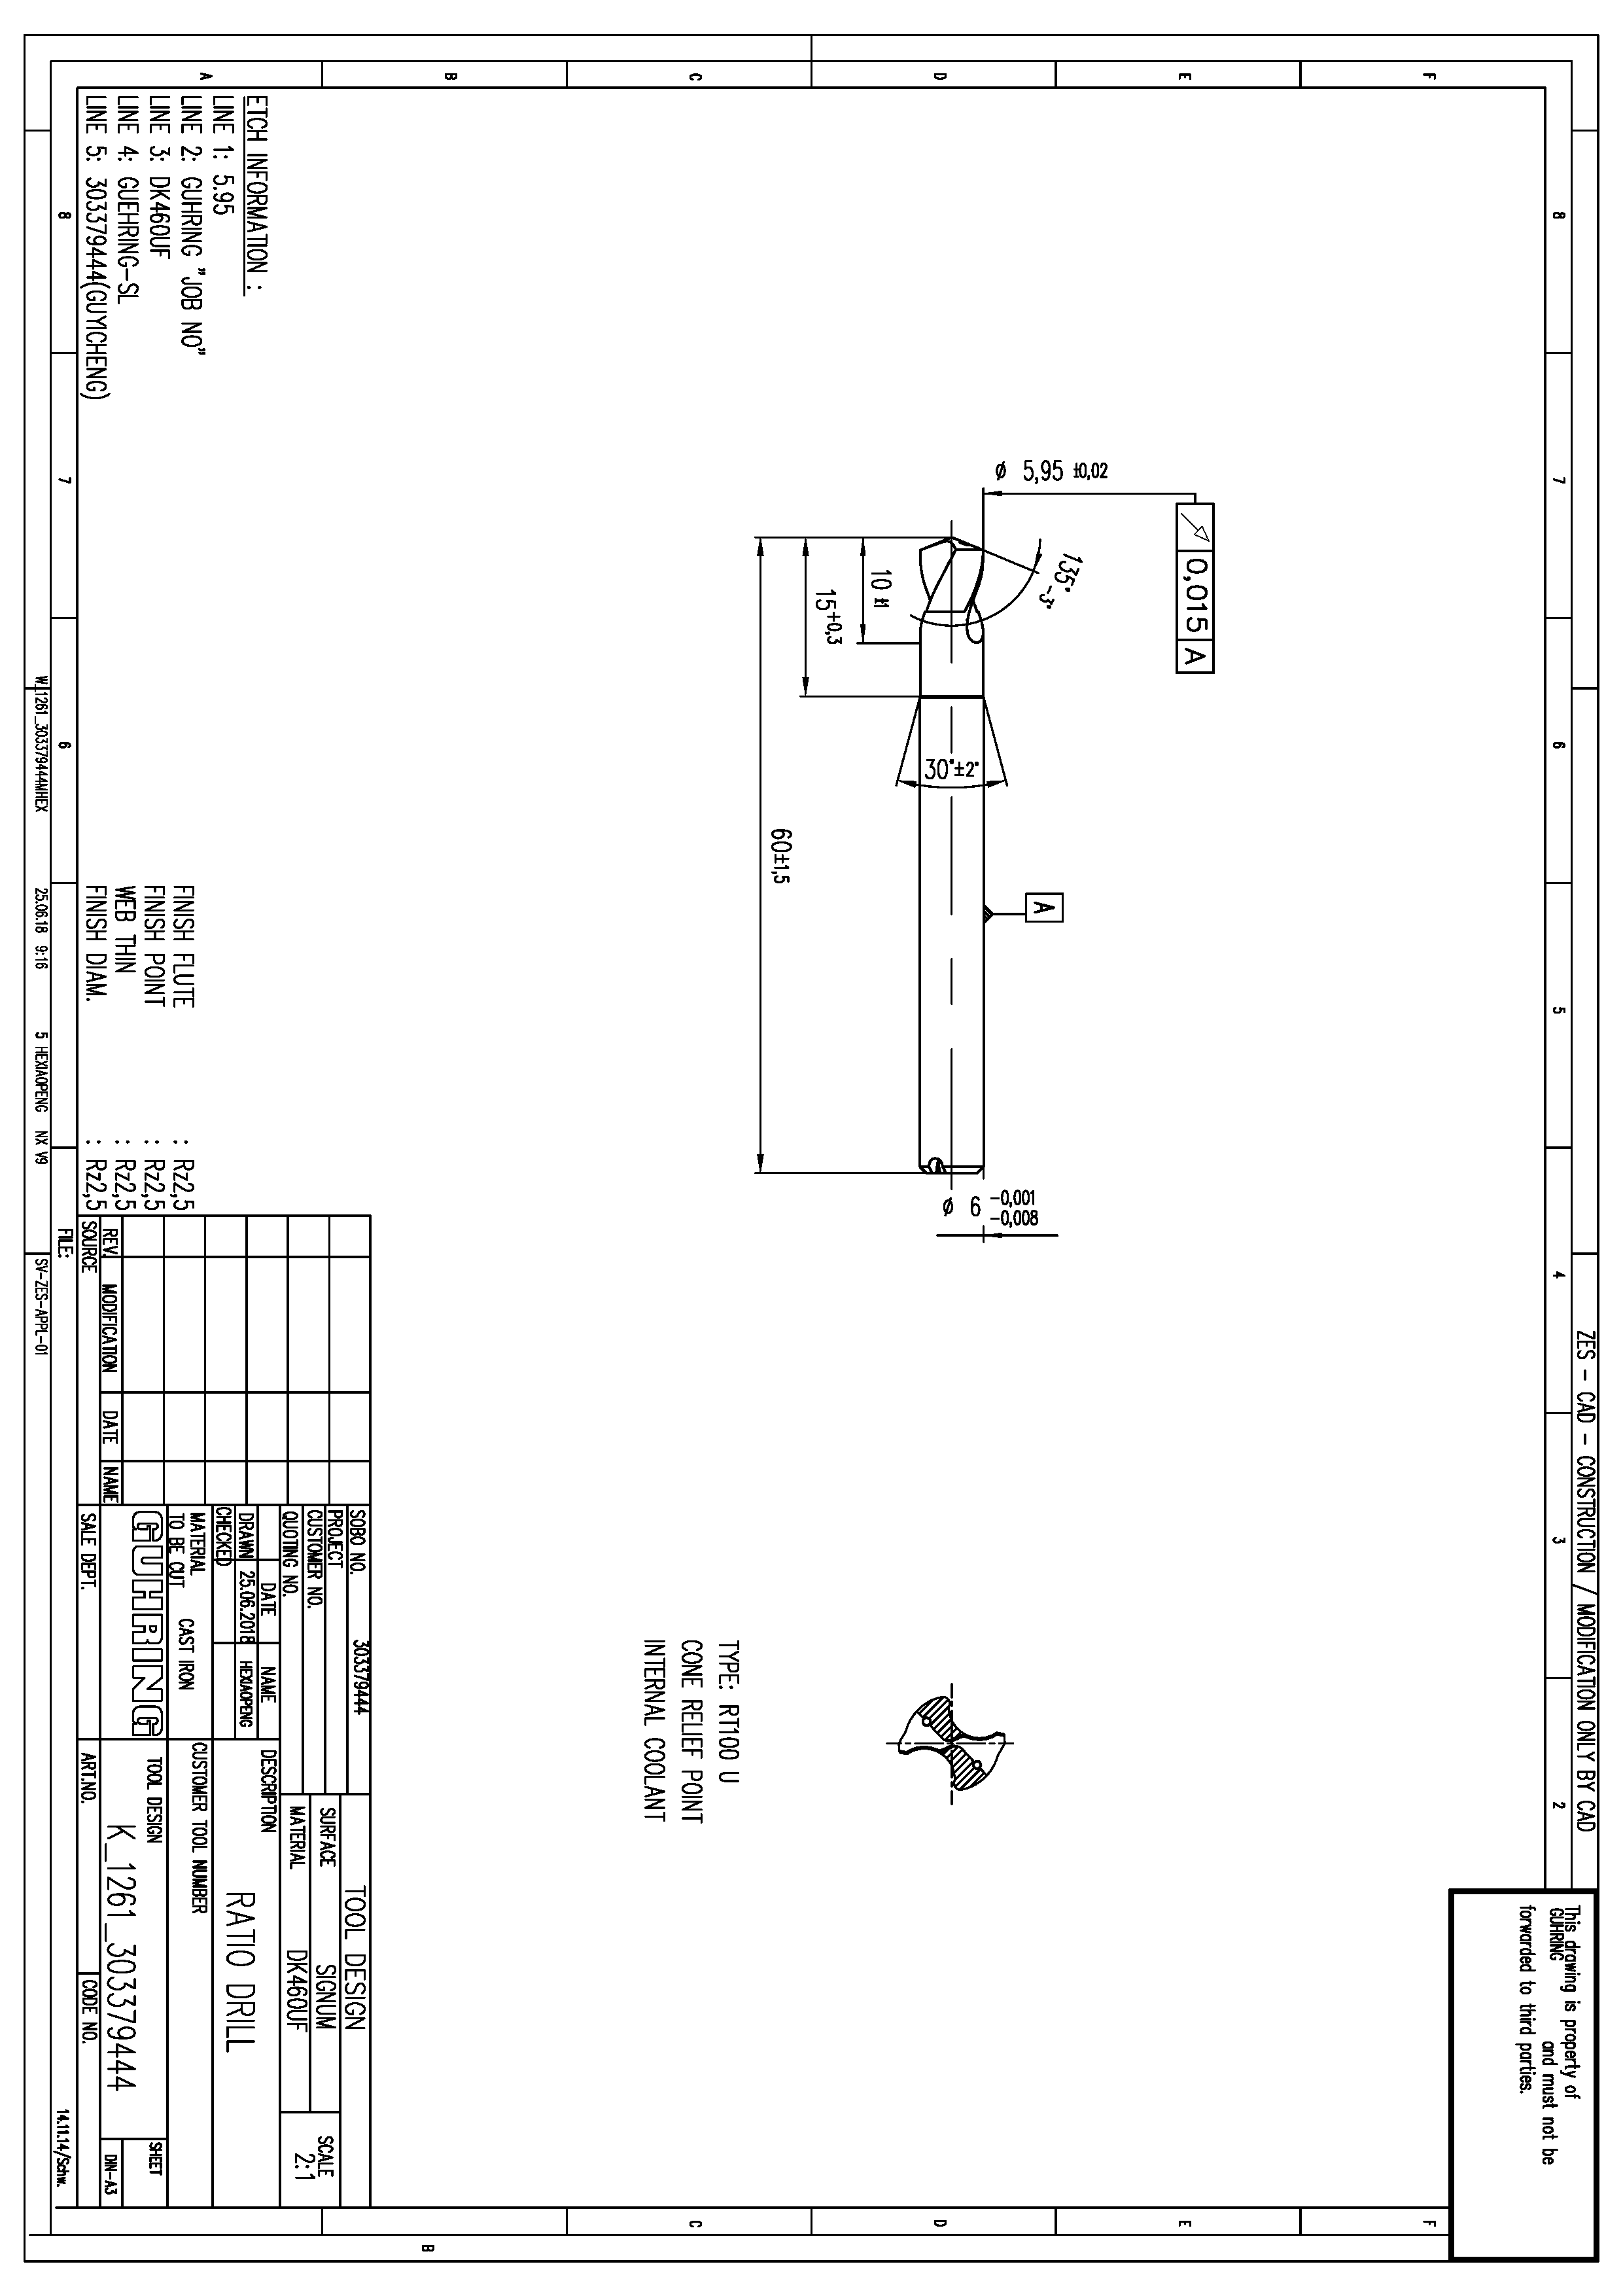 ZES - CAD - CONSTRUCTION / MODIFICATION ONLY BY CAD
This drawing is property of
GUHRING and must not be
forwarded to third parties.
8 7 6 5 4 3 2
F
E
D
C
B
A
F
E
D
C
B
0,015 A
ø 5,95 ±0,02
135° -3°
10 ±1
15+0,3
60±1,5
30°±2°
A
ø 6 -0,001
-0,008
TYPE: RT100 U
CONE RELIEF POINT
INTERNAL COOLANT
ETCH INFORMATION :
LINE 1: 5.95
LINE 2: GUHRING "JOB NO"
LINE 3: DK460UF
LINE 4: GUEHRING-SL
LINE 5: 303379444(GUYICHENG)
FINISH FLUTE : Rz2,5
FINISH POINT : Rz2,5
WEB THIN : Rz2,5
FINISH DIAM. : Rz2,5
REV. MODIFICATION DATE NAME
SOURCE
SOBO NO. 303379444
PROJECT
CUSTOMER NO.
QUOTING NO.
DATE NAME
DRAWN 25.06.2018 HEXIAOPENG
CHECKED
MATERIAL
TO BE CUT CAST IRON
GUHRING
SALE DEPT.
TOOL DESIGN
SURFACE SIGNUM
MATERIAL DK460UF
SCALE
2:1
DESCRIPTION
RATIO DRILL
CUSTOMER TOOL NUMBER
TOOL DESIGN
K_1261_303379444
SHEET
DIN-A3
ART.NO. CODE NO.
8 7 6
FILE:
14.11.14/Schw.
W_1261_303379444MHEX 25.06.18 9:16 5 HEXIAOPENG NX V9 SV-ZES-APPL-01